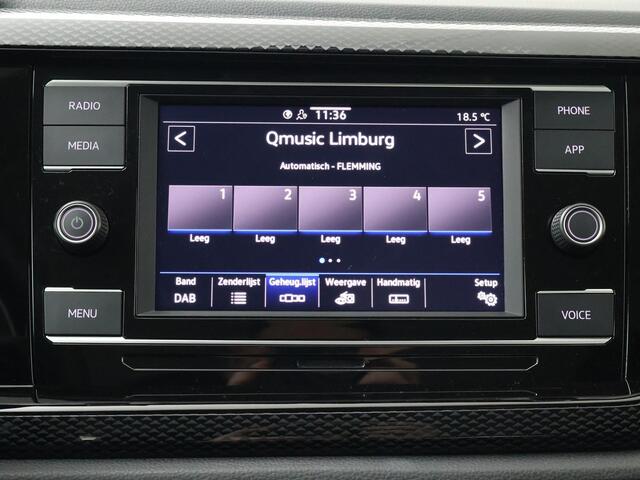 RADIO
MEDIA
MENU
PHONE
APP
VOICE
11:36
18.5 °C
<
Qmusic Limburg
>
Automatisch - FLEMMING
1 2 3 4 5
Leeg Leeg Leeg Leeg Leeg
Band Zenderlijst Geheug.lijst Weergave Handmatig Setup
DAB